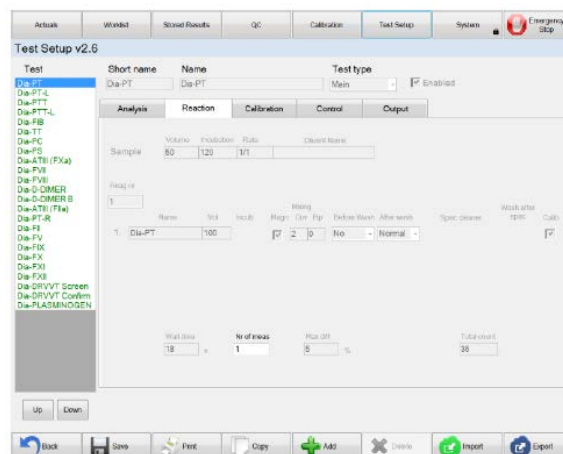 Actuals Worklist Stored Results QC Calibration Test Setup System Emergency Stop
Test Setup v2.6
Test Short name Name Test type
Dia-PT Dia-PT Main Enabled
Analysis Reaction Calibration Control Output
Dia-PT
Dia-PT-L
Dia-PTT
Dia-PTT-L
Dia-FIB
Dia-TT
Dia-PC
Dia-PS
Dia-ATIII (FXa)
Dia-FVII
Dia-FVIII
Dia-D-DIMER
Dia-D-DIMER B
Dia-ATIII (FIIa)
Dia-PT-R
Dia-FII
Dia-FV
Dia-FIX
Dia-FX
Dia-FXI
Dia-FXII
Dia-DRVVT Screen
Dia-DRVVT Confirm
Dia-PLASMINOGEN
Volume Incubation Ratio Diluent Name
Sample 50 120 1/1
Reag nr
1
Mixing
Name Vol Incub Magn Dur Rp Before Wash After wash Spec cleaner Wash after spec Calib
1. Dia-PT 100 2 0 No Normal
Wait time Nr of meas Max diff Total count
18 s 1 5 % 36
Up Down
Back Save Print Copy Add Delete Import Export